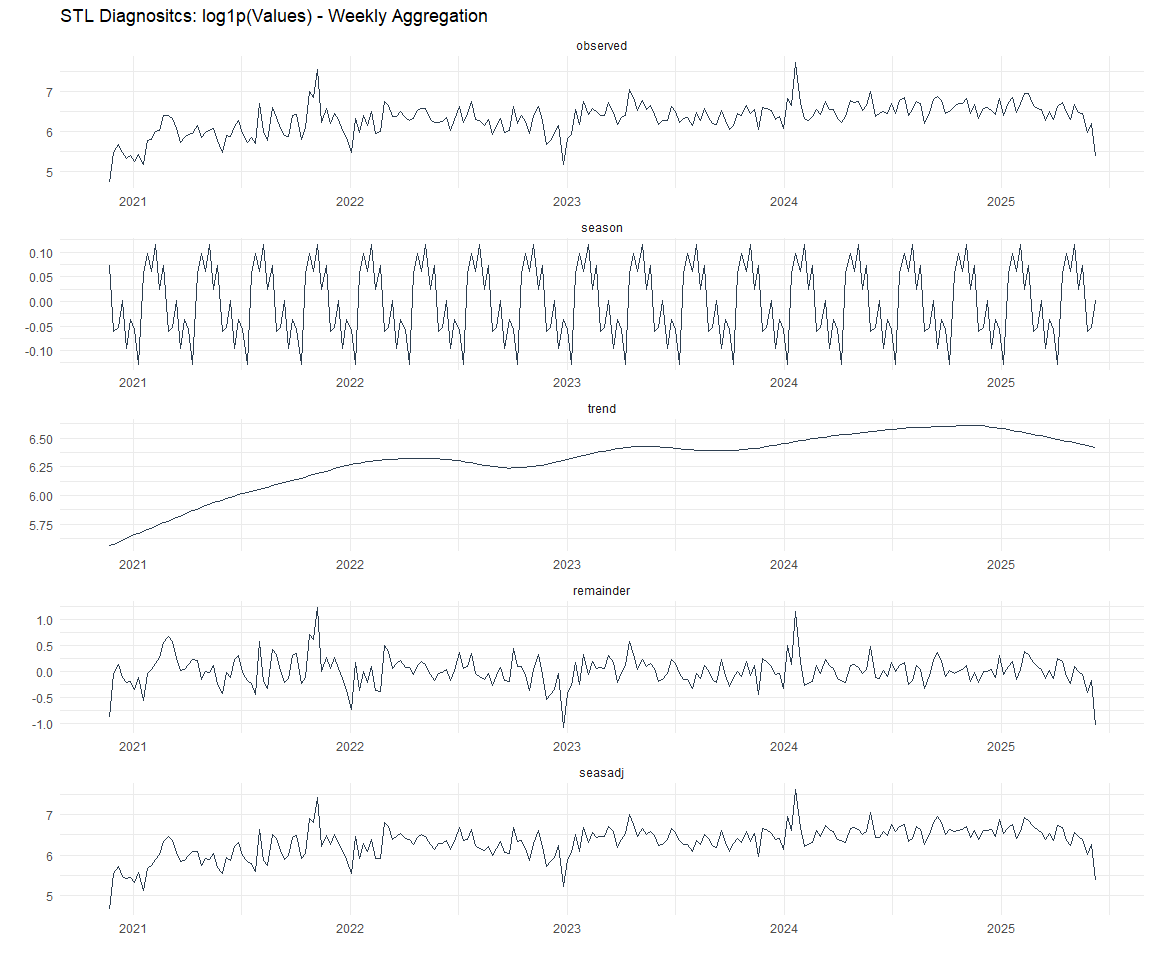 STL Diagnositcs: log1p(Values) - Weekly Aggregation
observed
7
6
5
2021 2022 2023 2024 2025
season
0.10
0.05
0.00
-0.05
-0.10
2021 2022 2023 2024 2025
trend
6.50
6.25
6.00
5.75
2021 2022 2023 2024 2025
remainder
1.0
0.5
0.0
-0.5
-1.0
2021 2022 2023 2024 2025
seasadj
7
6
5
2021 2022 2023 2024 2025